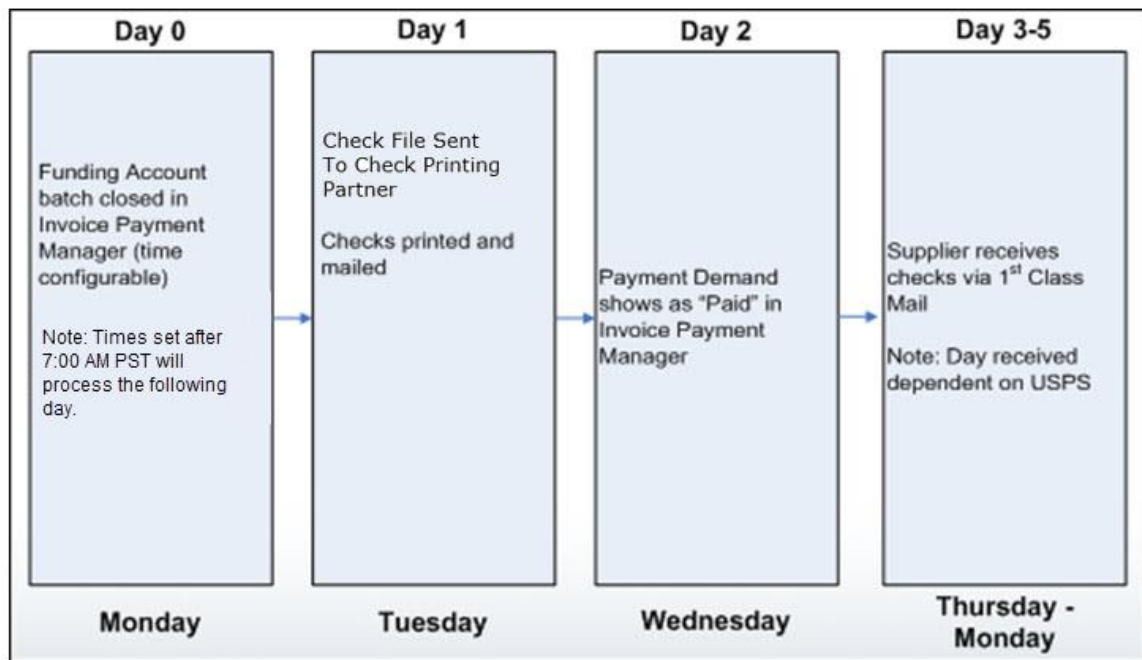 Day 0
Funding Account
batch closed in
Invoice Payment
Manager (time
configurable)
Note: Times set after
7:00 AM PST will
process the following
day.
Monday
Day 1
Check File Sent
To Check Printing
Partner
Checks printed and
mailed
Tuesday
Day 2
Payment Demand
shows as “Paid” in
Invoice Payment
Manager
Wednesday
Day 3-5
Supplier receives
checks via 1st Class
Mail
Note: Day received
dependent on USPS
Thursday -
Monday